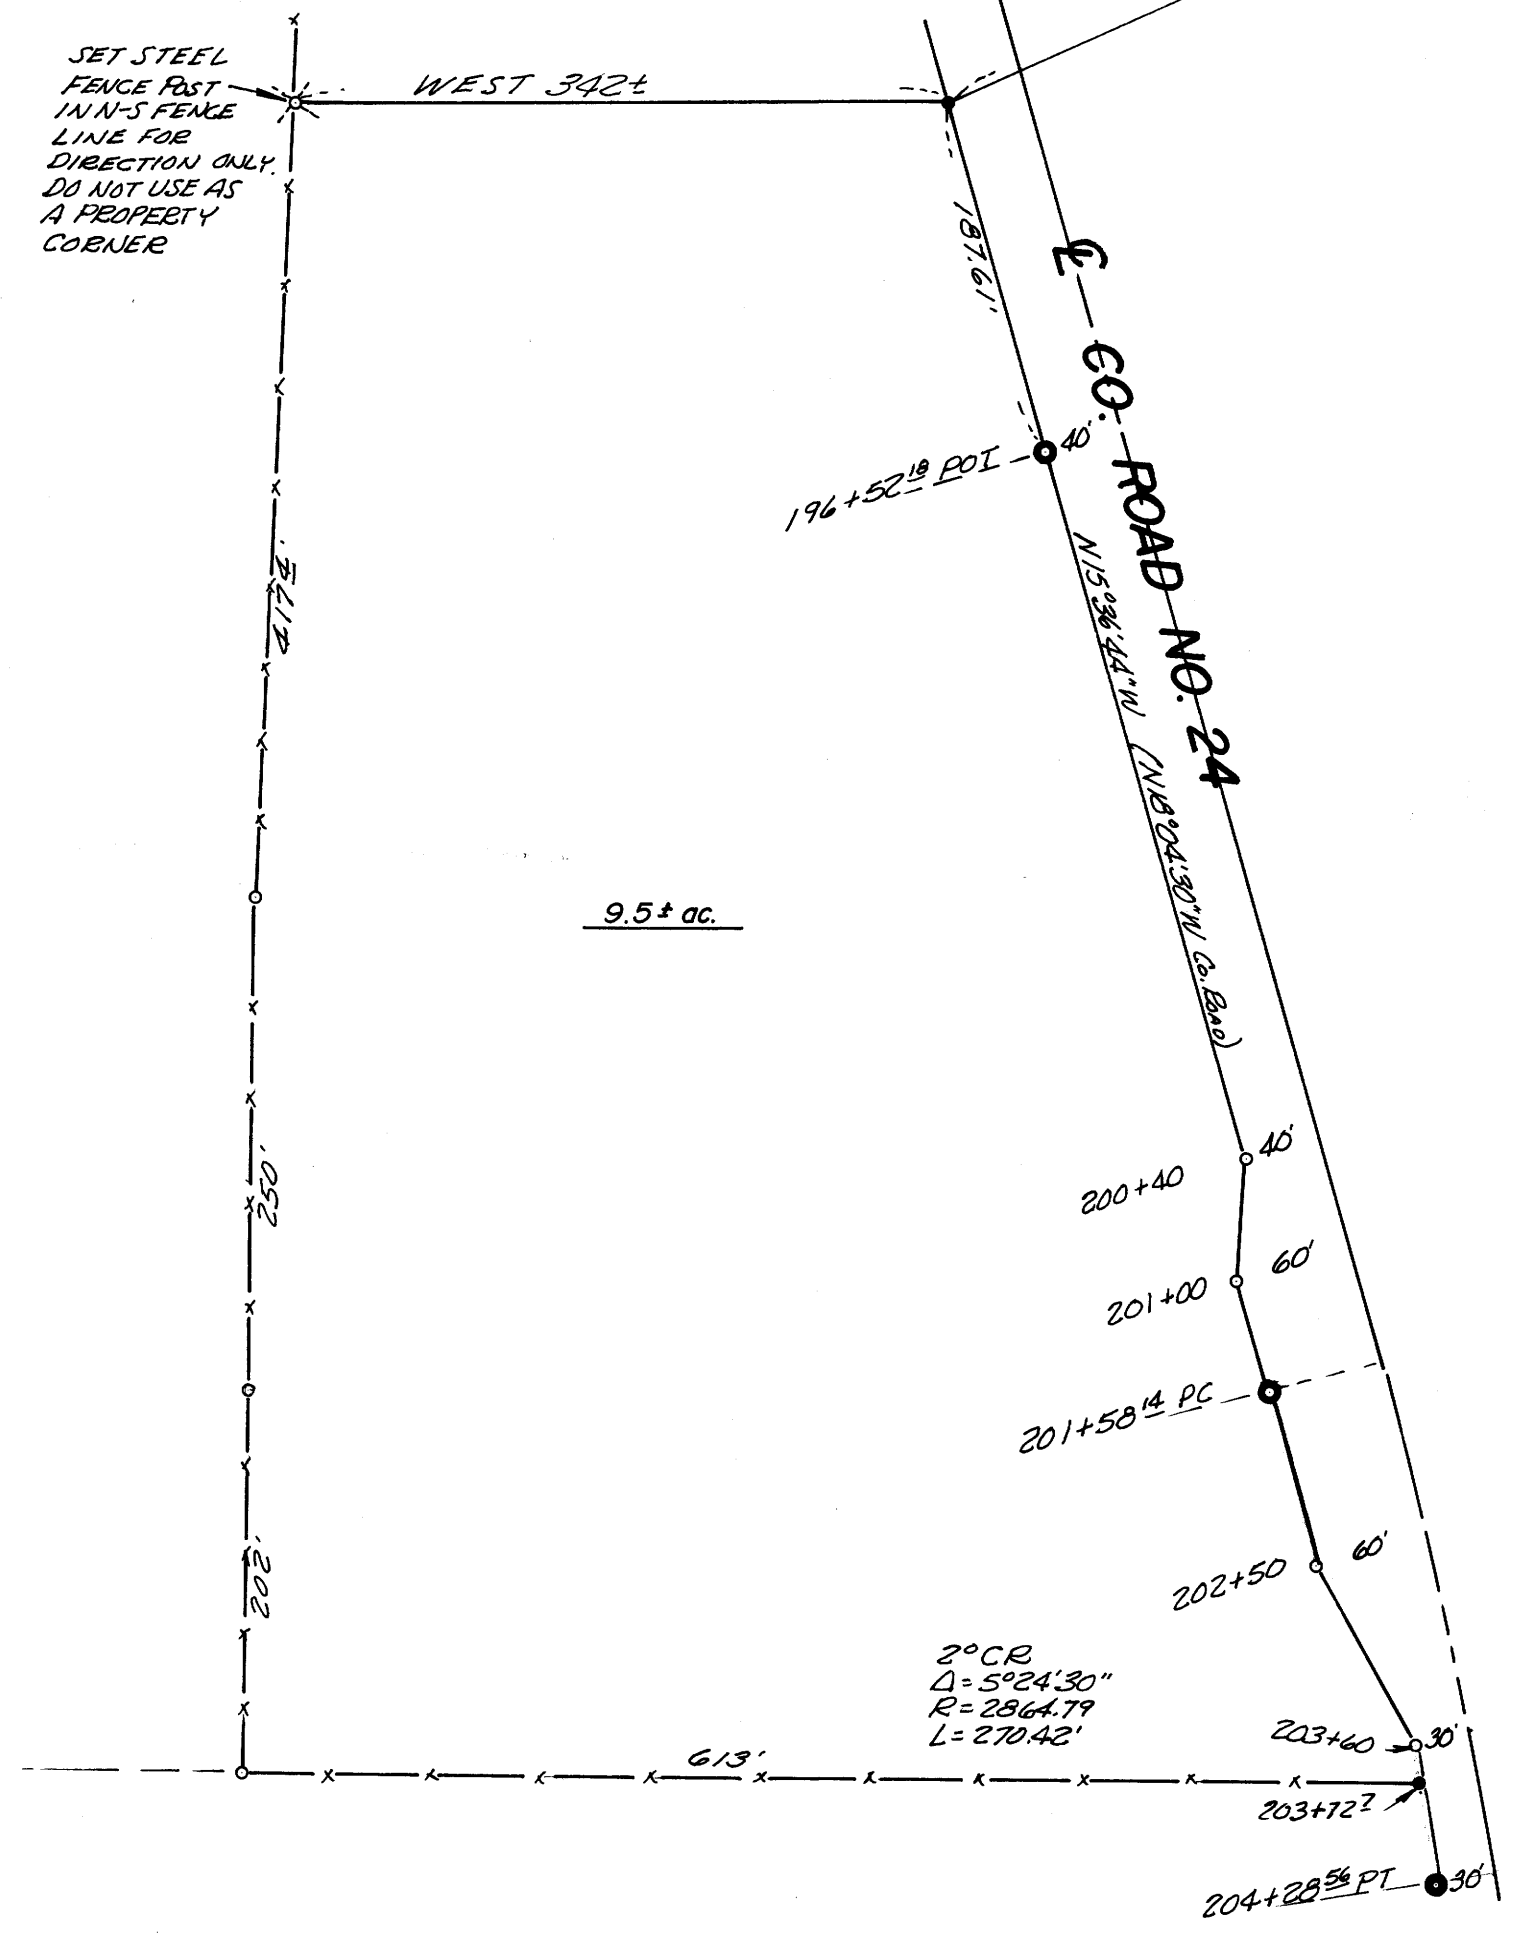 SET STEEL
FENCE POST
IN N-S FENCE
LINE FOR
DIRECTION ONLY.
DO NOT USE AS
A PROPERTY
CORNER
WEST 342±
187.61'
℄ CO. ROAD NO. 24
40'
196+52 18 POI
N15°36'44"W (N18°04'30"W Co. ROAD)
417±'
9.5± ac.
250'
40'
200+40
60'
201+00
201+58 14 PC
202'
60'
202+50
2° CR
Δ=5°24'30"
R=2864.79
L=270.42'
203+60
30'
613'
203+72 7
204+28 56 PT
30'